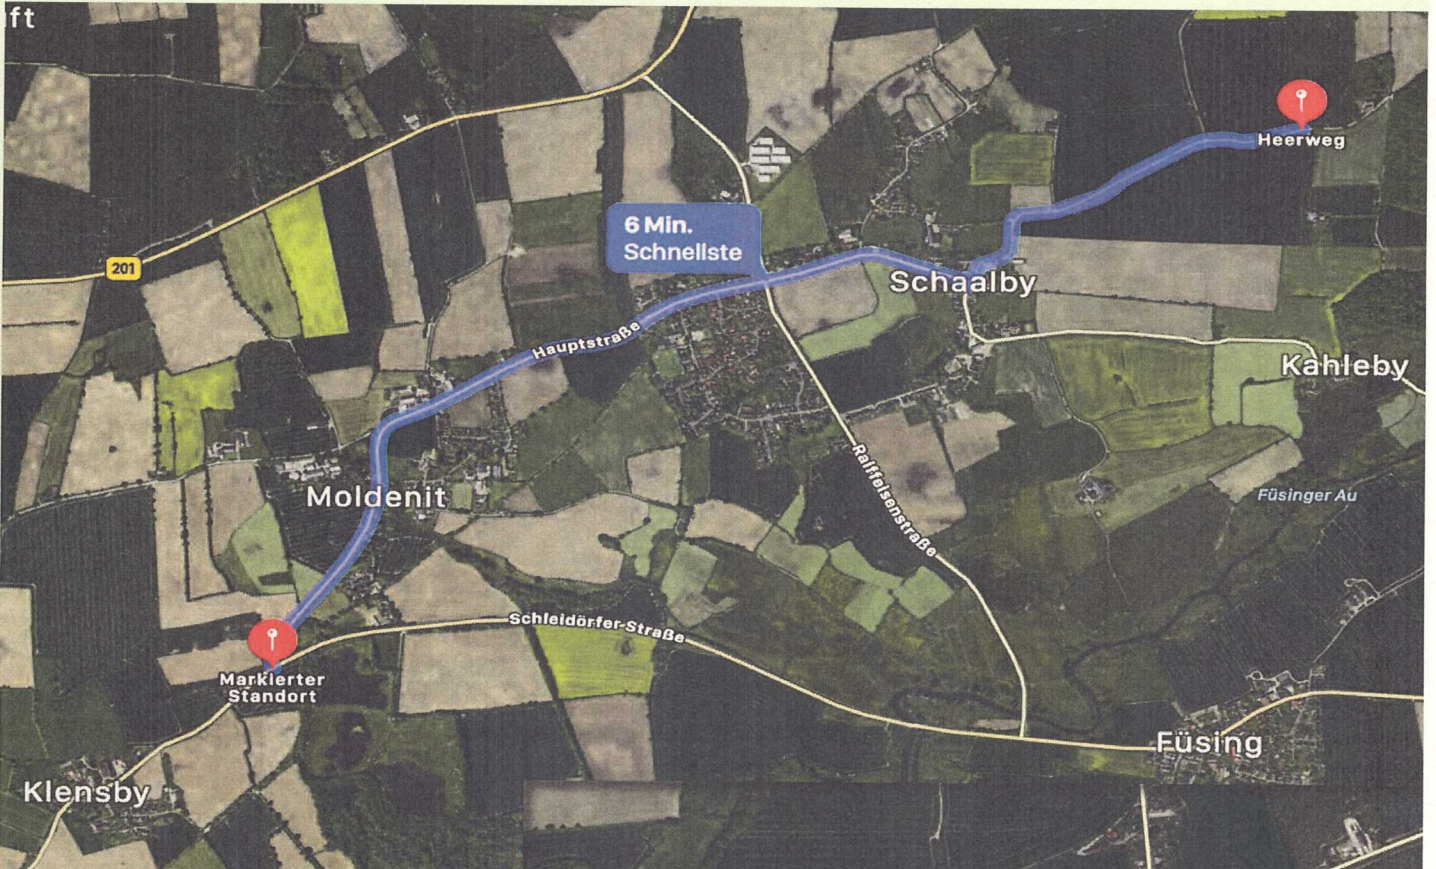 ft
Heerweg
6 Min.
Schnellste
201
Schaalby
Hauptstraße
Kahleby
Raiffeisenstraße
Füsinger Au
Moldenit
Schleidörfer Straße
Markierter
Standort
Füsing
Klensby